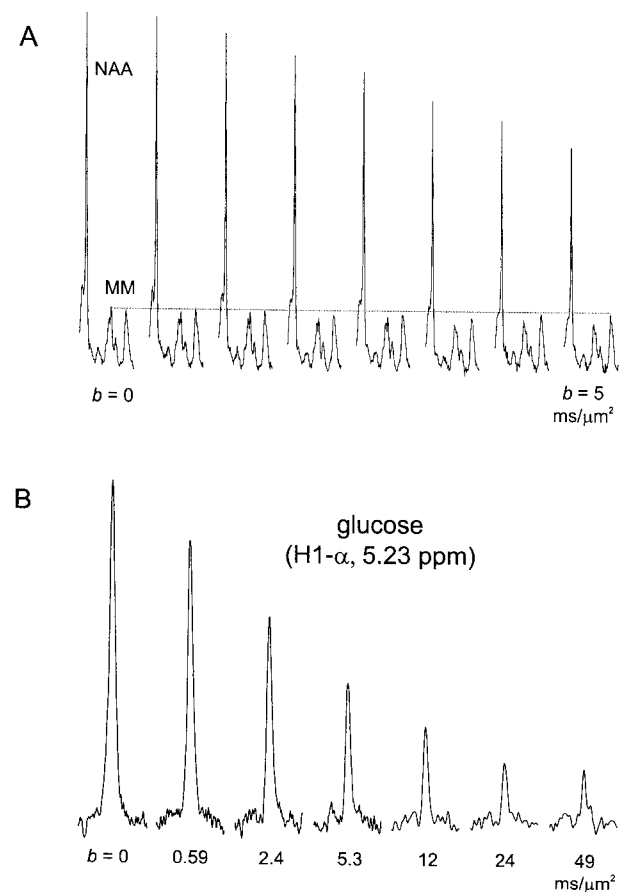 A
NAA
MM
b = 0
b = 5
ms/μm²
B
glucose
(H1-α, 5.23 ppm)
b = 0 0.59 2.4 5.3 12 24 49
ms/μm²